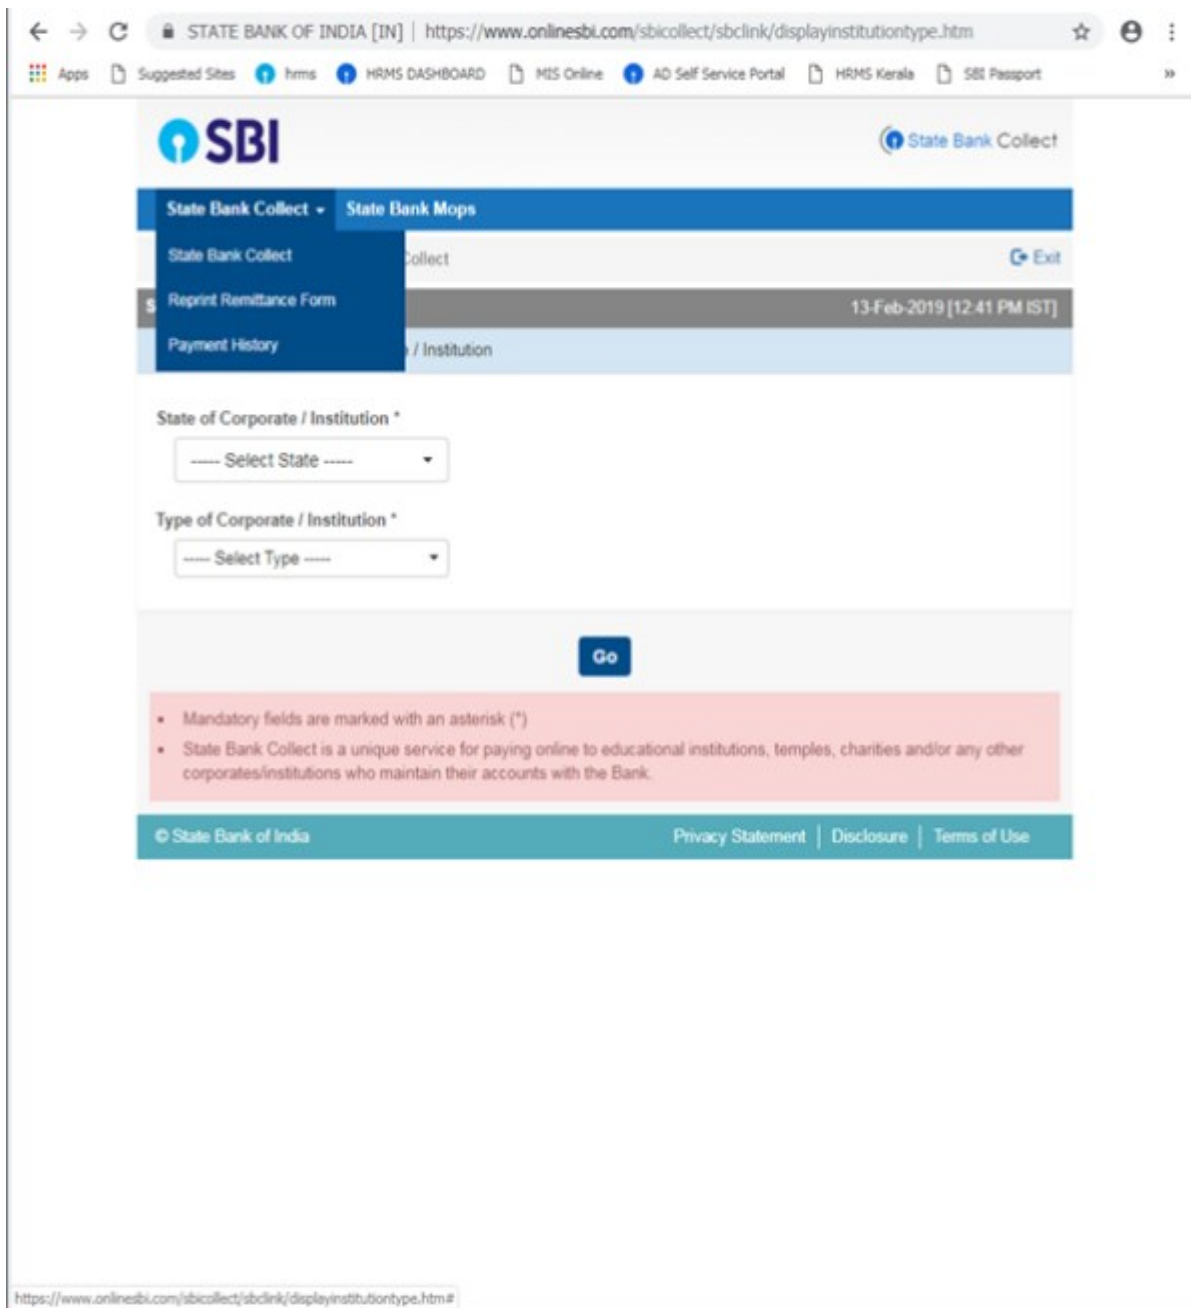 STATE BANK OF INDIA [IN] | https://www.onlinesbi.com/sbicollect/sbclink/displayinstitutiontype.htm
Apps Suggested Sites hrms HRMS DASHBOARD MIS Online AD Self Service Portal HRMS Kerala SBI Passport »
SBI
State Bank Collect
State Bank Collect State Bank Mops
State Bank Collect
Collect
Exit
Reprint Remittance Form
S
13-Feb-2019 [12:41 PM IST]
Payment History
/ Institution
State of Corporate / Institution *
----- Select State -----
Type of Corporate / Institution *
----- Select Type -----
Go
• Mandatory fields are marked with an asterisk (*)
• State Bank Collect is a unique service for paying online to educational institutions, temples, charities and/or any other
corporates/institutions who maintain their accounts with the Bank.
© State Bank of India Privacy Statement | Disclosure | Terms of Use
https://www.onlinesbi.com/sbicollect/sbclink/displayinstitutiontype.htm#